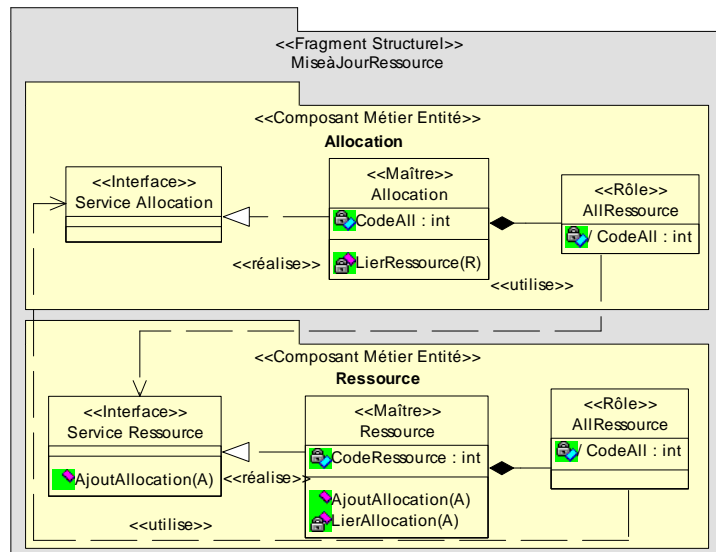 <<Fragment Structurel>>
MiseàJourRessource
<<Composant Métier Entité>>
Allocation
<<Interface>>
Service Allocation
<<Maître>>
Allocation
CodeAll : int
LierRessource(R)
<<Rôle>>
AllRessource
/ CodeAll : int
<<réalise>>
<<utilise>>
<<Composant Métier Entité>>
Ressource
<<Interface>>
Service Ressource
AjoutAllocation(A)
<<Maître>>
Ressource
CodeRessource : int
AjoutAllocation(A)
LierAllocation(A)
<<Rôle>>
AllRessource
/ CodeAll : int
<<réalise>>
<<utilise>>